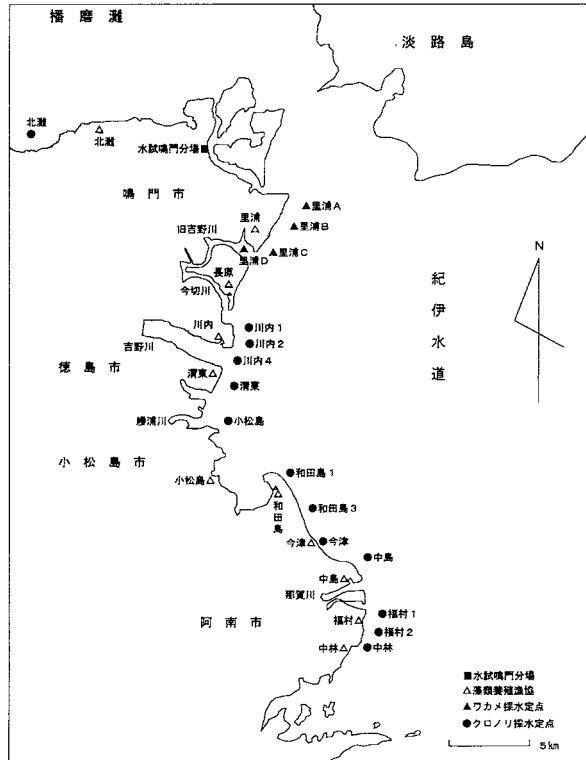 播磨灘
淡路島
北灘
北灘
水試鳴門分場
鳴門市
里浦
里浦A
里浦B
旧吉野川
里浦C
里浦D
長原
今切川
紀伊水道
N
川内
川内1
川内2
吉野川
川内4
徳島市
渭東
渭東
勝浦川
小松島
小松島市
小松島
和田島1
和田島
和田島3
今津
今津
中島
中島
那賀川
福村
福村1
阿南市
福村2
中林
中林
■水試鳴門分場
△藻類養殖漁協
▲ワカメ採水定点
●クロノリ採水定点
5km